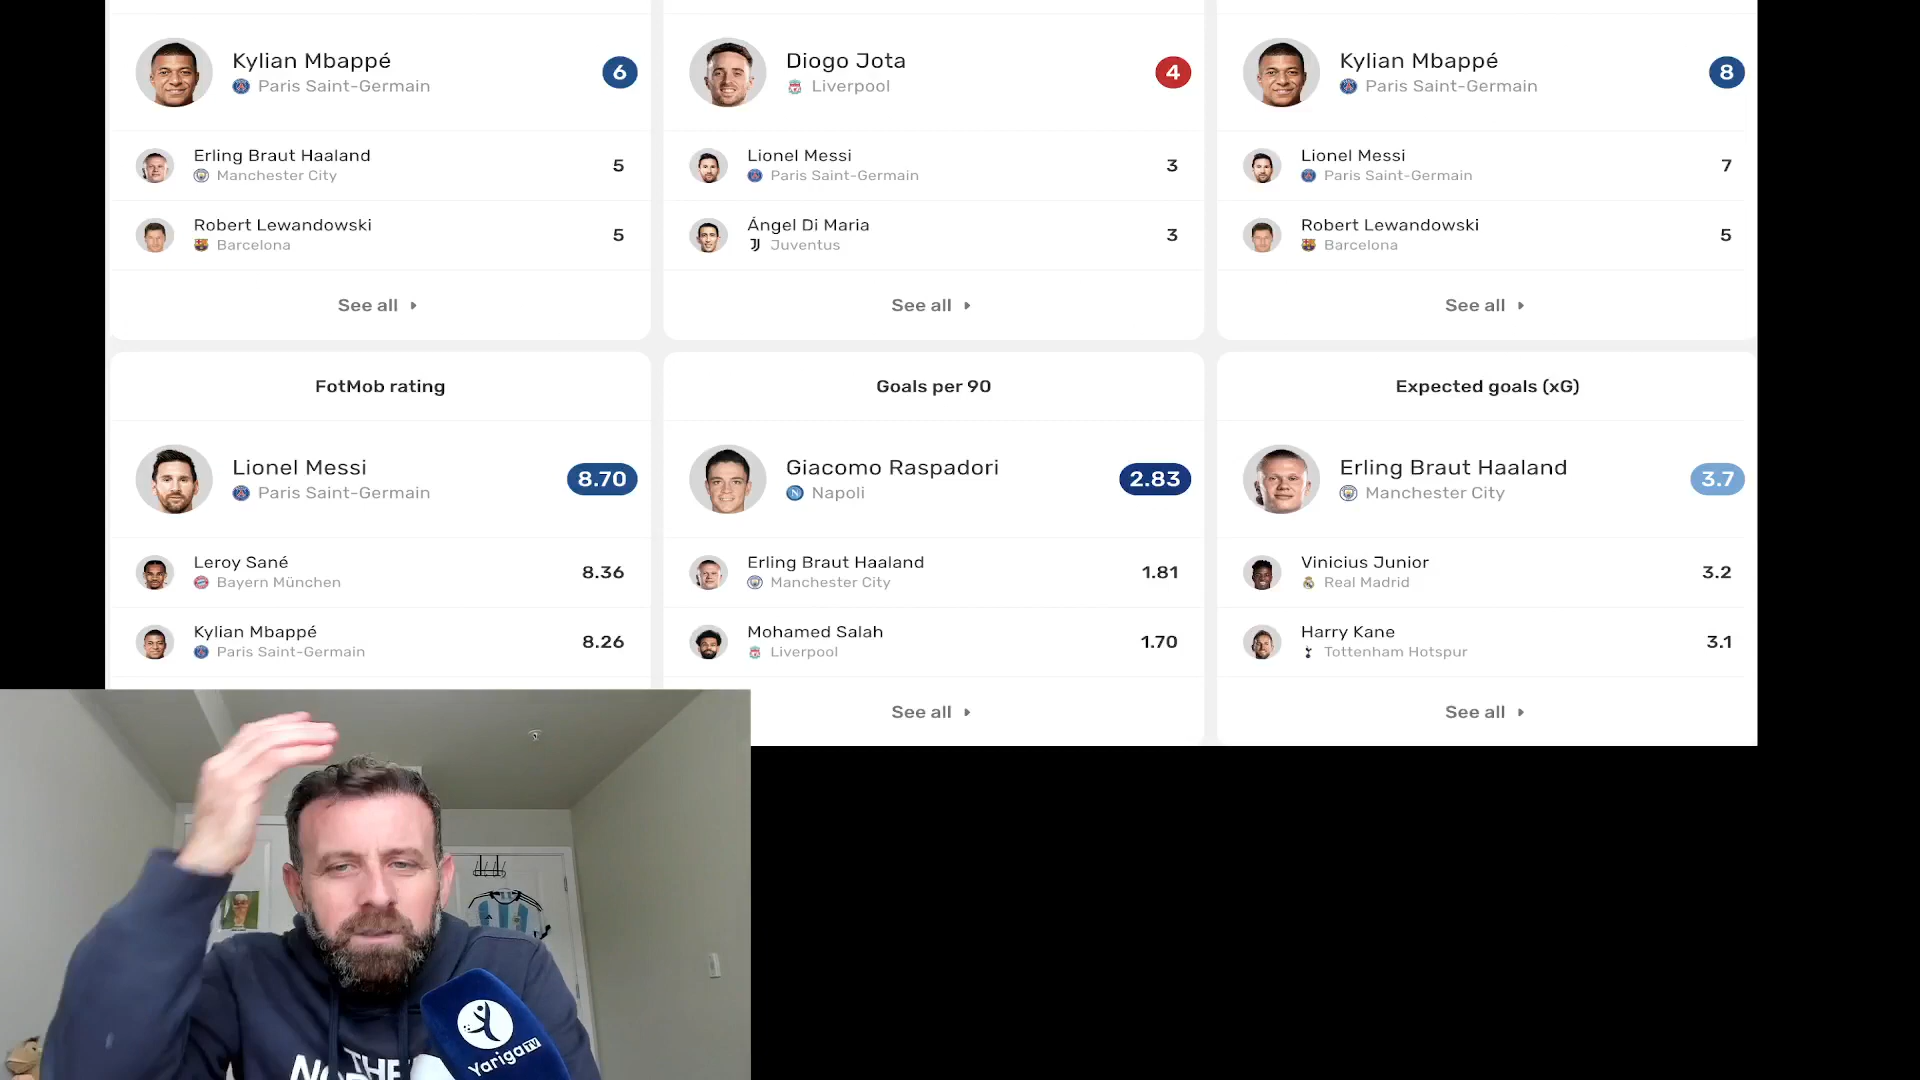 Kylian Mbappé
Paris Saint-Germain
6
Erling Braut Haaland
Manchester City
5
Robert Lewandowski
Barcelona
5
See all
Diogo Jota
Liverpool
4
Lionel Messi
Paris Saint-Germain
3
Ángel Di Maria
Juventus
3
See all
Kylian Mbappé
Paris Saint-Germain
8
Lionel Messi
Paris Saint-Germain
7
Robert Lewandowski
Barcelona
5
See all
FotMob rating
Lionel Messi
Paris Saint-Germain
8.70
Leroy Sané
Bayern München
8.36
Kylian Mbappé
Paris Saint-Germain
8.26
Goals per 90
Giacomo Raspadori
Napoli
2.83
Erling Braut Haaland
Manchester City
1.81
Mohamed Salah
Liverpool
1.70
See all
Expected goals (xG)
Erling Braut Haaland
Manchester City
3.7
Vinicius Junior
Real Madrid
3.2
Harry Kane
Tottenham Hotspur
3.1
See all
THE
Yariga TV